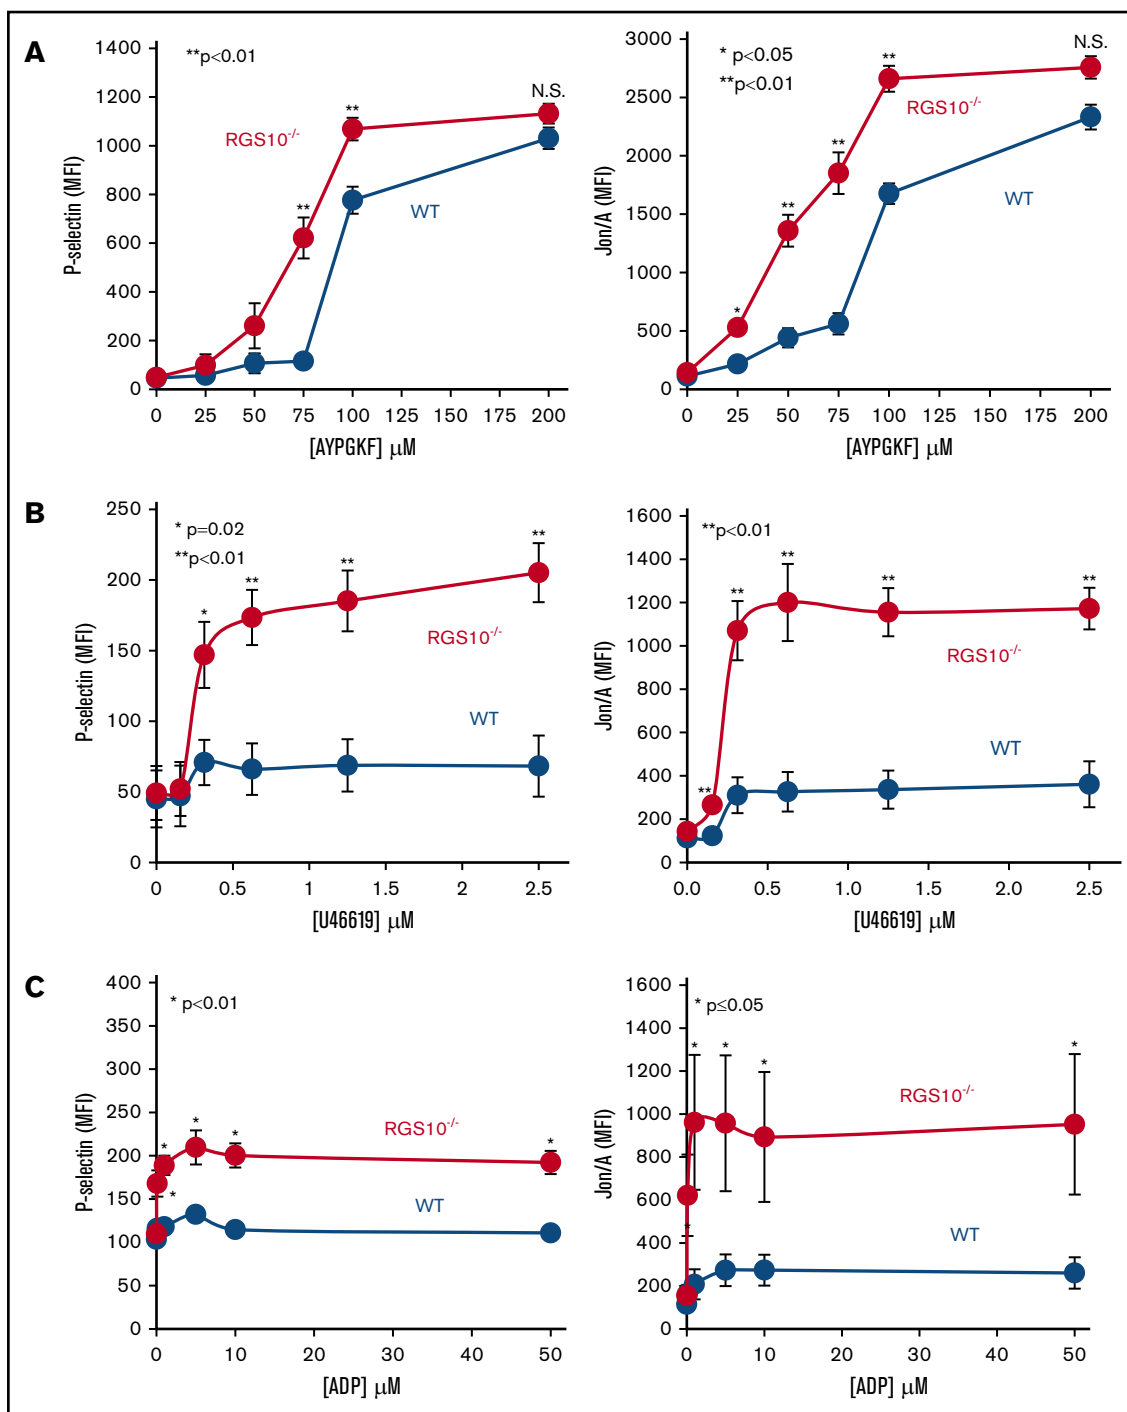 A
1400
1200
1000
800
600
400
200
0
P-selectin (MFI)
**p<0.01
RGS10-/-
WT
**
**
N.S.
0 25 50 75 100 125 150 175 200
[AYPGKF] μM
3000
2500
2000
1500
1000
500
0
Jon/A (MFI)
* p<0.05
**p<0.01
RGS10-/-
WT
*
**
**
**
N.S.
0 25 50 75 100 125 150 175 200
[AYPGKF] μM
B
250
200
150
100
50
0
P-selectin (MFI)
* p=0.02
**p<0.01
*
**
**
**
RGS10-/-
WT
0 0.5 1 1.5 2 2.5
[U46619] μM
1600
1400
1200
1000
800
600
400
200
0
Jon/A (MFI)
**p<0.01
**
**
**
**
**
RGS10-/-
WT
0.0 0.5 1.0 1.5 2.0 2.5
[U46619] μM
C
400
350
300
250
200
150
100
50
0
P-selectin (MFI)
* p<0.01
*
*
*
*
*
RGS10-/-
WT
0 10 20 30 40 50
[ADP] μM
1600
1400
1200
1000
800
600
400
200
0
Jon/A (MFI)
* p≤0.05
*
*
*
*
*
RGS10-/-
WT
0 10 20 30 40 50
[ADP] μM